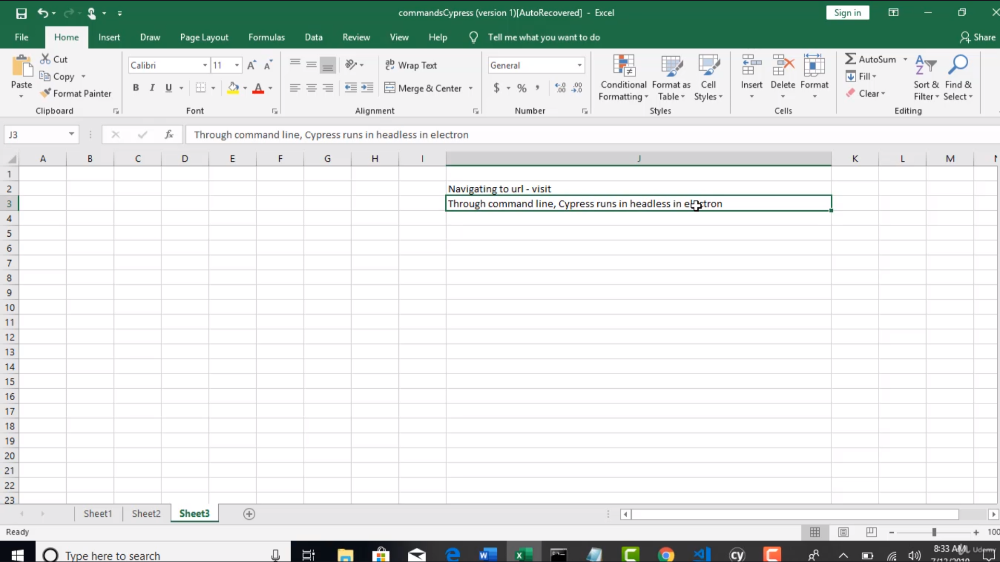 commandsCypress (version 1)[AutoRecovered] - Excel
Sign in
File Home Insert Draw Page Layout Formulas Data Review View Help Tell me what you want to do Share
Paste
Cut
Copy
Format Painter
Clipboard
Calibri 11
B I U
Font
Wrap Text
Merge & Center
Alignment
General
$ % ,
Number
Conditional Formatting
Format as Table
Cell Styles
Styles
Insert Delete Format
Cells
AutoSum
Fill
Clear
Sort & Filter
Find & Select
Editing
J3 fx Through command line, Cypress runs in headless in electron
A B C D E F G H I J K L M
1
2 Navigating to url - visit
3 Through command line, Cypress runs in headless in electron
4
5
6
7
8
9
10
11
12
13
14
15
16
17
18
19
20
21
22
23
Sheet1 Sheet2 Sheet3
Ready
100
Type here to search
8:33 AM
Udemy
7/13/2019